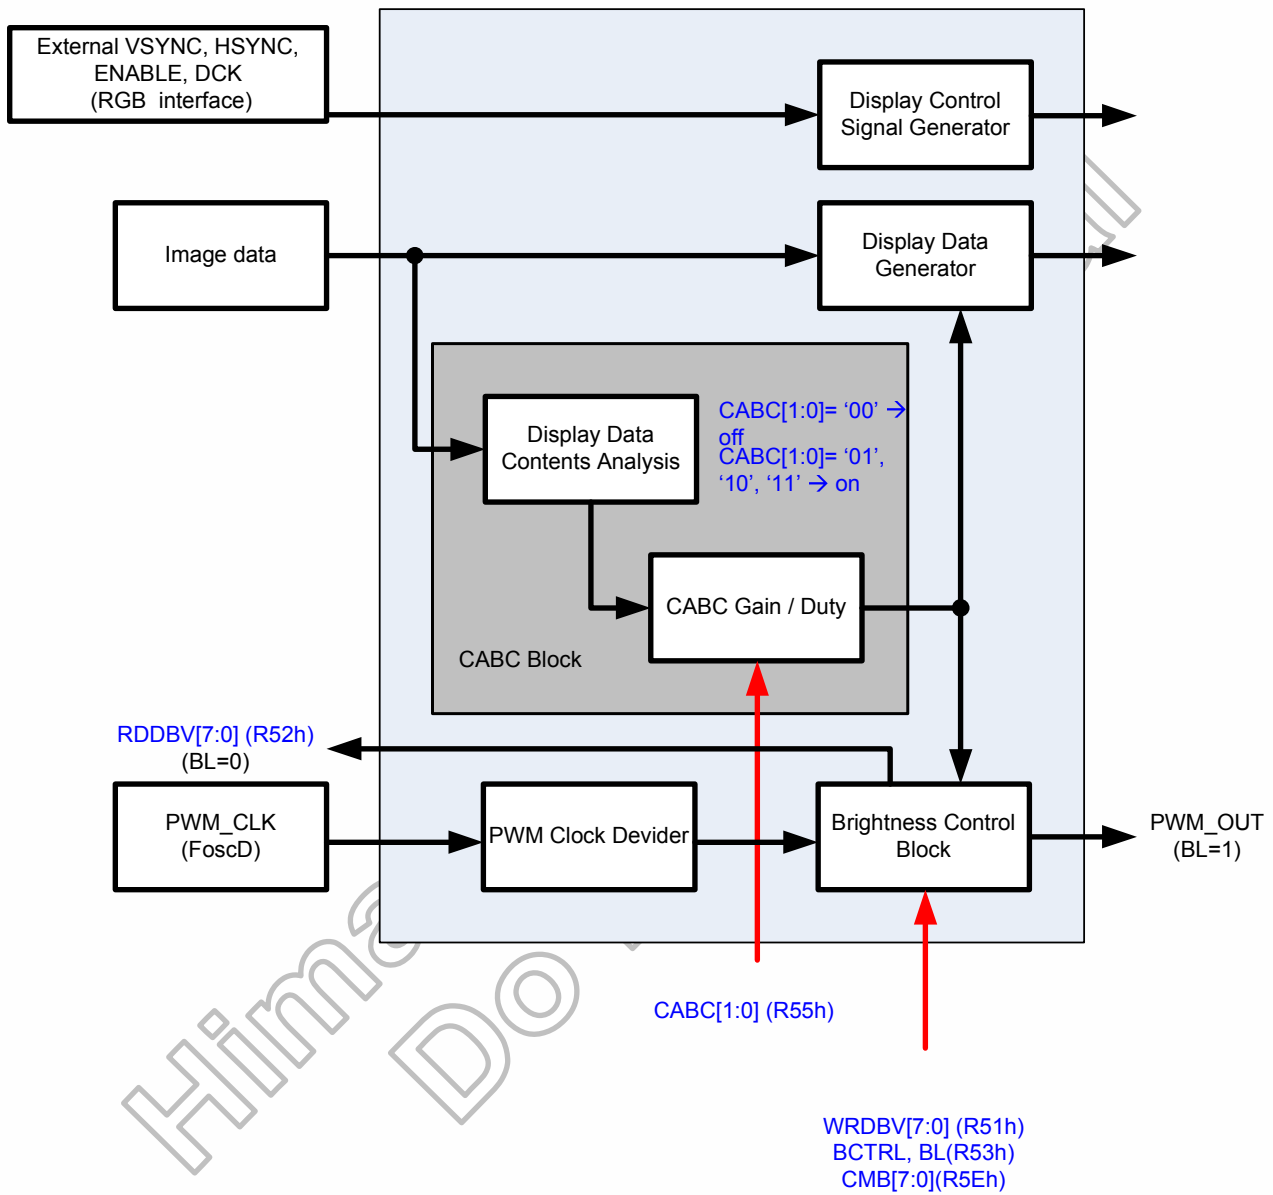 External VSYNC, HSYNC,
ENABLE, DCK
(RGB interface)
Display Control
Signal Generator
Image data
Display Data
Generator
Display Data
Contents Analysis
CABC[1:0]= ‘00’ →
off
CABC[1:0]= ‘01’,
‘10’, ‘11’ → on
CABC Gain / Duty
CABC Block
RDDBV[7:0] (R52h)
(BL=0)
PWM_CLK
(FoscD)
PWM Clock Devider
Brightness Control
Block
PWM_OUT
(BL=1)
CABC[1:0] (R55h)
WRDBV[7:0] (R51h)
BCTRL, BL(R53h)
CMB[7:0](R5Eh)
Do